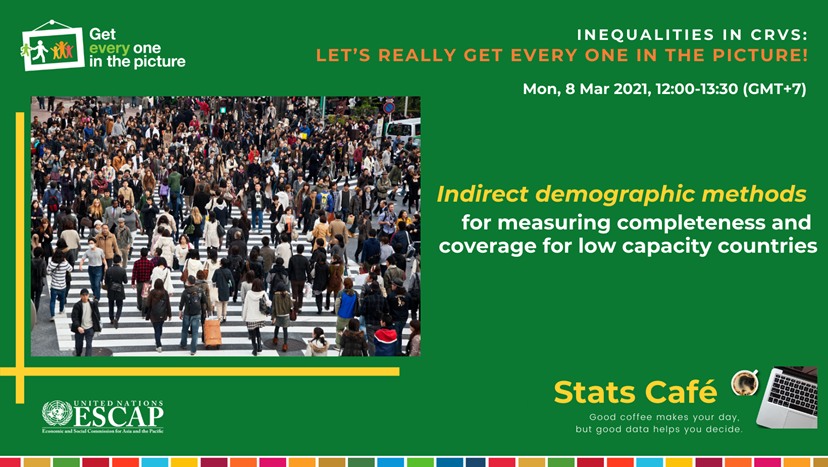 Get
every one
in the picture
INEQUALITIES IN CRVS:
LET'S REALLY GET EVERY ONE IN THE PICTURE!
Mon, 8 Mar 2021, 12:00-13:30 (GMT+7)
Indirect demographic methods
for measuring completeness and
coverage for low capacity countries
Stats Café
Good coffee makes your day,
but good data helps you decide.
UNITED NATIONS
ESCAP
Economic and Social Commission for Asia and the Pacific